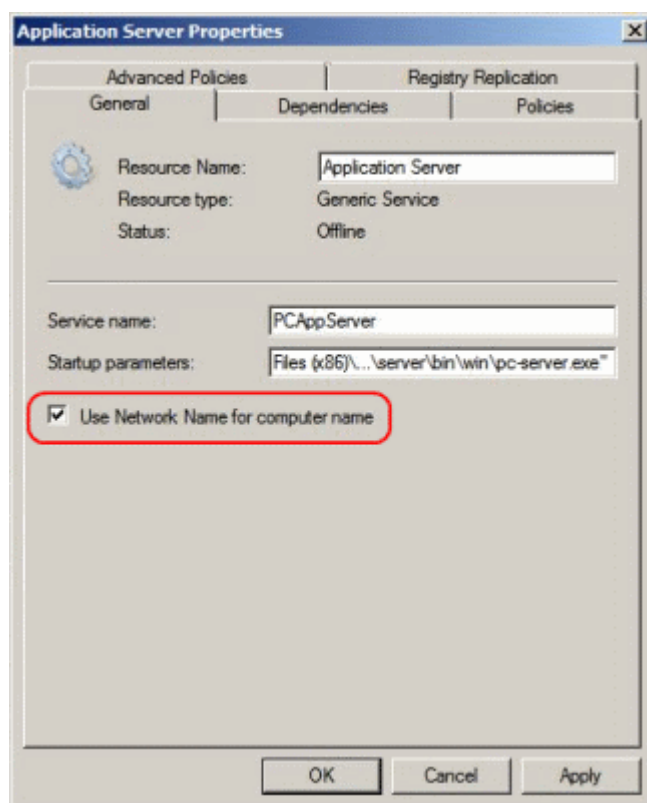 Application Server Properties
Advanced Policies Registry Replication
General Dependencies Policies
Resource Name: Application Server
Resource type: Generic Service
Status: Offline
Service name: PCAppServer
Startup parameters: Files (x86)\...\server\bin\win\pc-server.exe"
Use Network Name for computer name
OK Cancel Apply